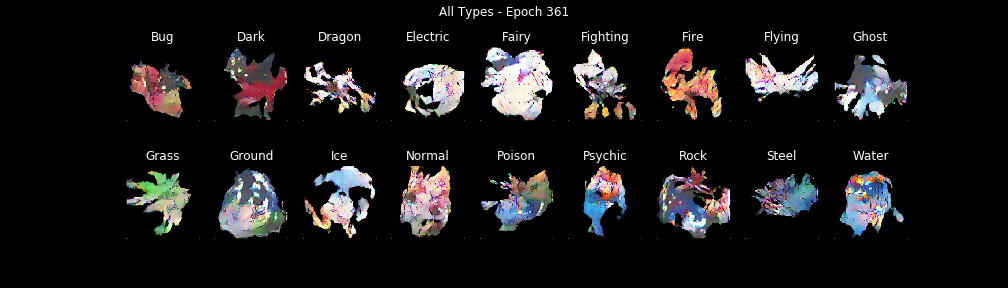 All Types - Epoch 361
Bug Dark Dragon Electric Fairy Fighting Fire Flying Ghost
Grass Ground Ice Normal Poison Psychic Rock Steel Water